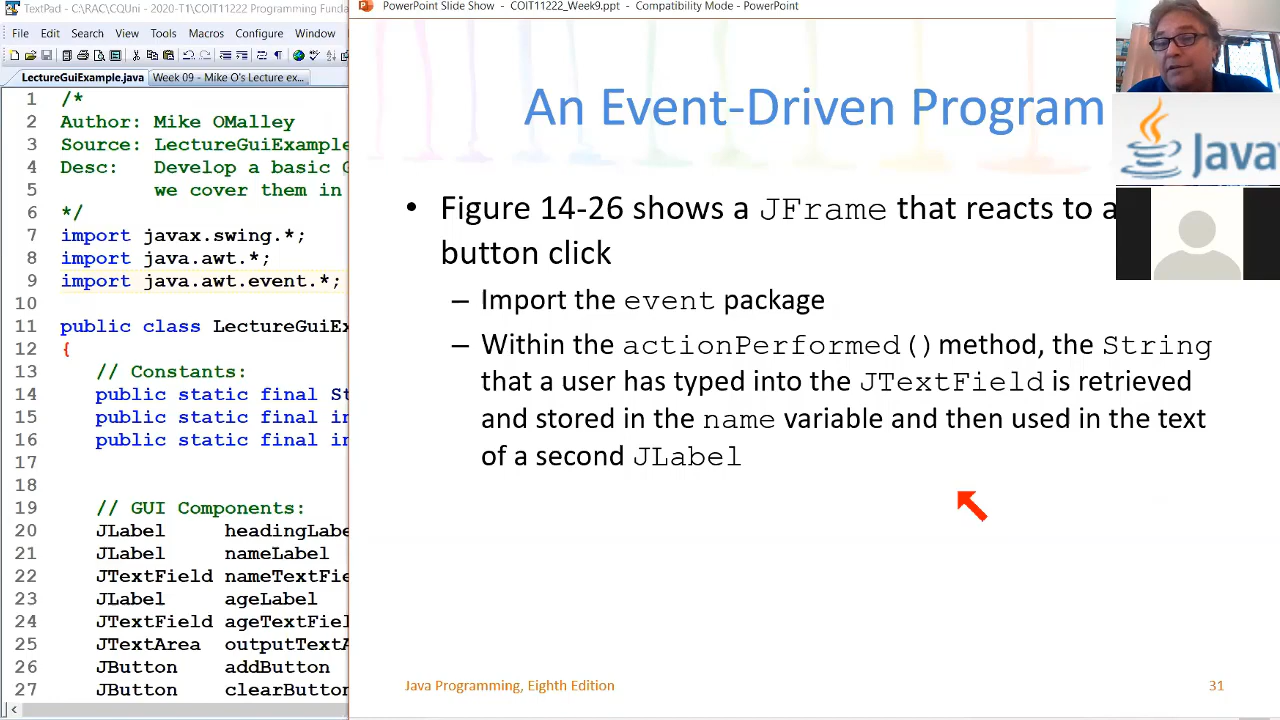 TextPad - C:\RAC\CQUni - 2020-T1\COIT11222 Programming Funda
File Edit Search View Tools Macros Configure Window
LectureGuiExample.java Week 09 - Mike O's Lecture ex...
1 /*
2 Author: Mike OMalley
3 Source: LectureGuiExample
4 Desc: Develop a basic G
5 we cover them in
6 */
7 import javax.swing.*;
8 import java.awt.*;
9 import java.awt.event.*;
10
11 public class LectureGuiEx
12 {
13 // Constants:
14 public static final St
15 public static final in
16 public static final in
17
18
19 // GUI Components:
20 JLabel headingLabe
21 JLabel nameLabel
22 JTextField nameTextFie
23 JLabel ageLabel
24 JTextField ageTextFiel
25 JTextArea outputTextA
26 JButton addButton
27 JButton clearButton
PowerPoint Slide Show - COIT11222_Week9.ppt - Compatibility Mode - PowerPoint
An Event-Driven Program
• Figure 14-26 shows a JFrame that reacts to a
button click
– Import the event package
– Within the actionPerformed() method, the String
that a user has typed into the JTextField is retrieved
and stored in the name variable and then used in the text
of a second JLabel
Java Programming, Eighth Edition
31
Java